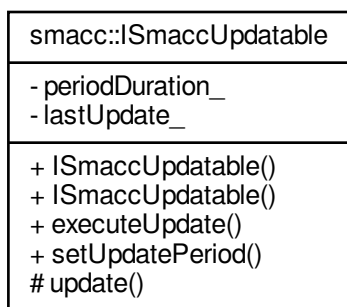 smacc::ISmaccUpdatable
- periodDuration_
- lastUpdate_
+ ISmaccUpdatable()
+ ISmaccUpdatable()
+ executeUpdate()
+ setUpdatePeriod()
# update()